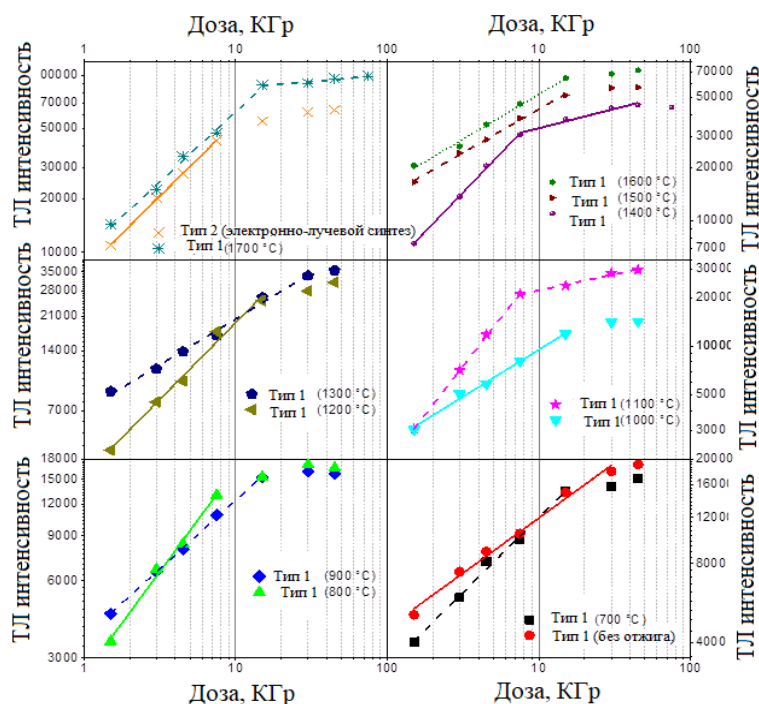 Доза, КГр
Доза, КГр
1 10 100
10 100
00000
70000
50000
30000
20000
10000
ТЛ интенсивность
Тип 2 (электронно-лучевой синтез)
Тип 1 (1700 °C)
70000
50000
30000
20000
10000
7000
ТЛ интенсивность
Тип 1 (1600 °C)
Тип 1 (1500 °C)
Тип 1 (1400 °C)
35000
28000
21000
14000
7000
ТЛ интенсивность
Тип 1 (1300 °C)
Тип 1 (1200 °C)
30000
20000
10000
5000
3000
ТЛ интенсивность
Тип 1 (1100 °C)
Тип 1 (1000 °C)
18000
15000
12000
9000
6000
3000
ТЛ интенсивность
Тип 1 (900 °C)
Тип 1 (800 °C)
20000
16000
12000
8000
4000
ТЛ интенсивность
Тип 1 (700 °C)
Тип 1 (без отжига)
1 10 100
10 100
Доза, КГр
Доза, КГр